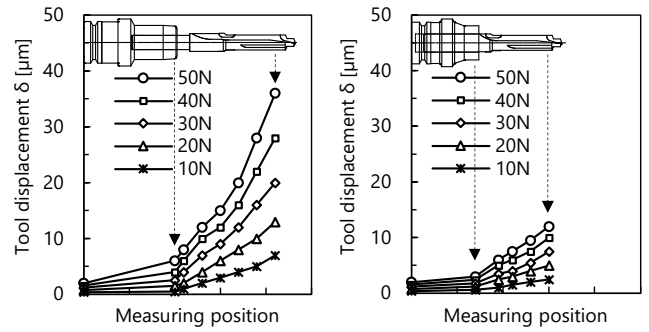 Tool displacement δ [µm]
50
40
30
20
10
0
50N
40N
30N
20N
10N
Measuring position
Tool displacement δ [µm]
50
40
30
20
10
0
50N
40N
30N
20N
10N
Measuring position